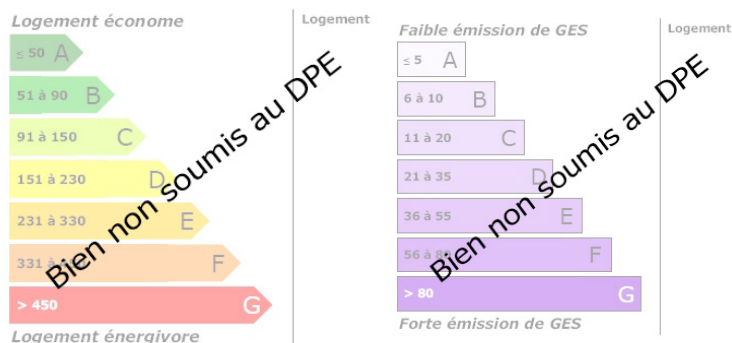 Logement économe
Logement
≤ 50 A
51 à 90 B
91 à 150 C
151 à 230 D
231 à 330 E
331 à F
> 450 G
Logement énergivore
Bien non soumis au DPE
Faible émission de GES
Logement
≤ 5 A
6 à 10 B
11 à 20 C
21 à 35 D
36 à 55 E
56 à 80 F
> 80 G
Forte émission de GES
Bien non soumis au DPE